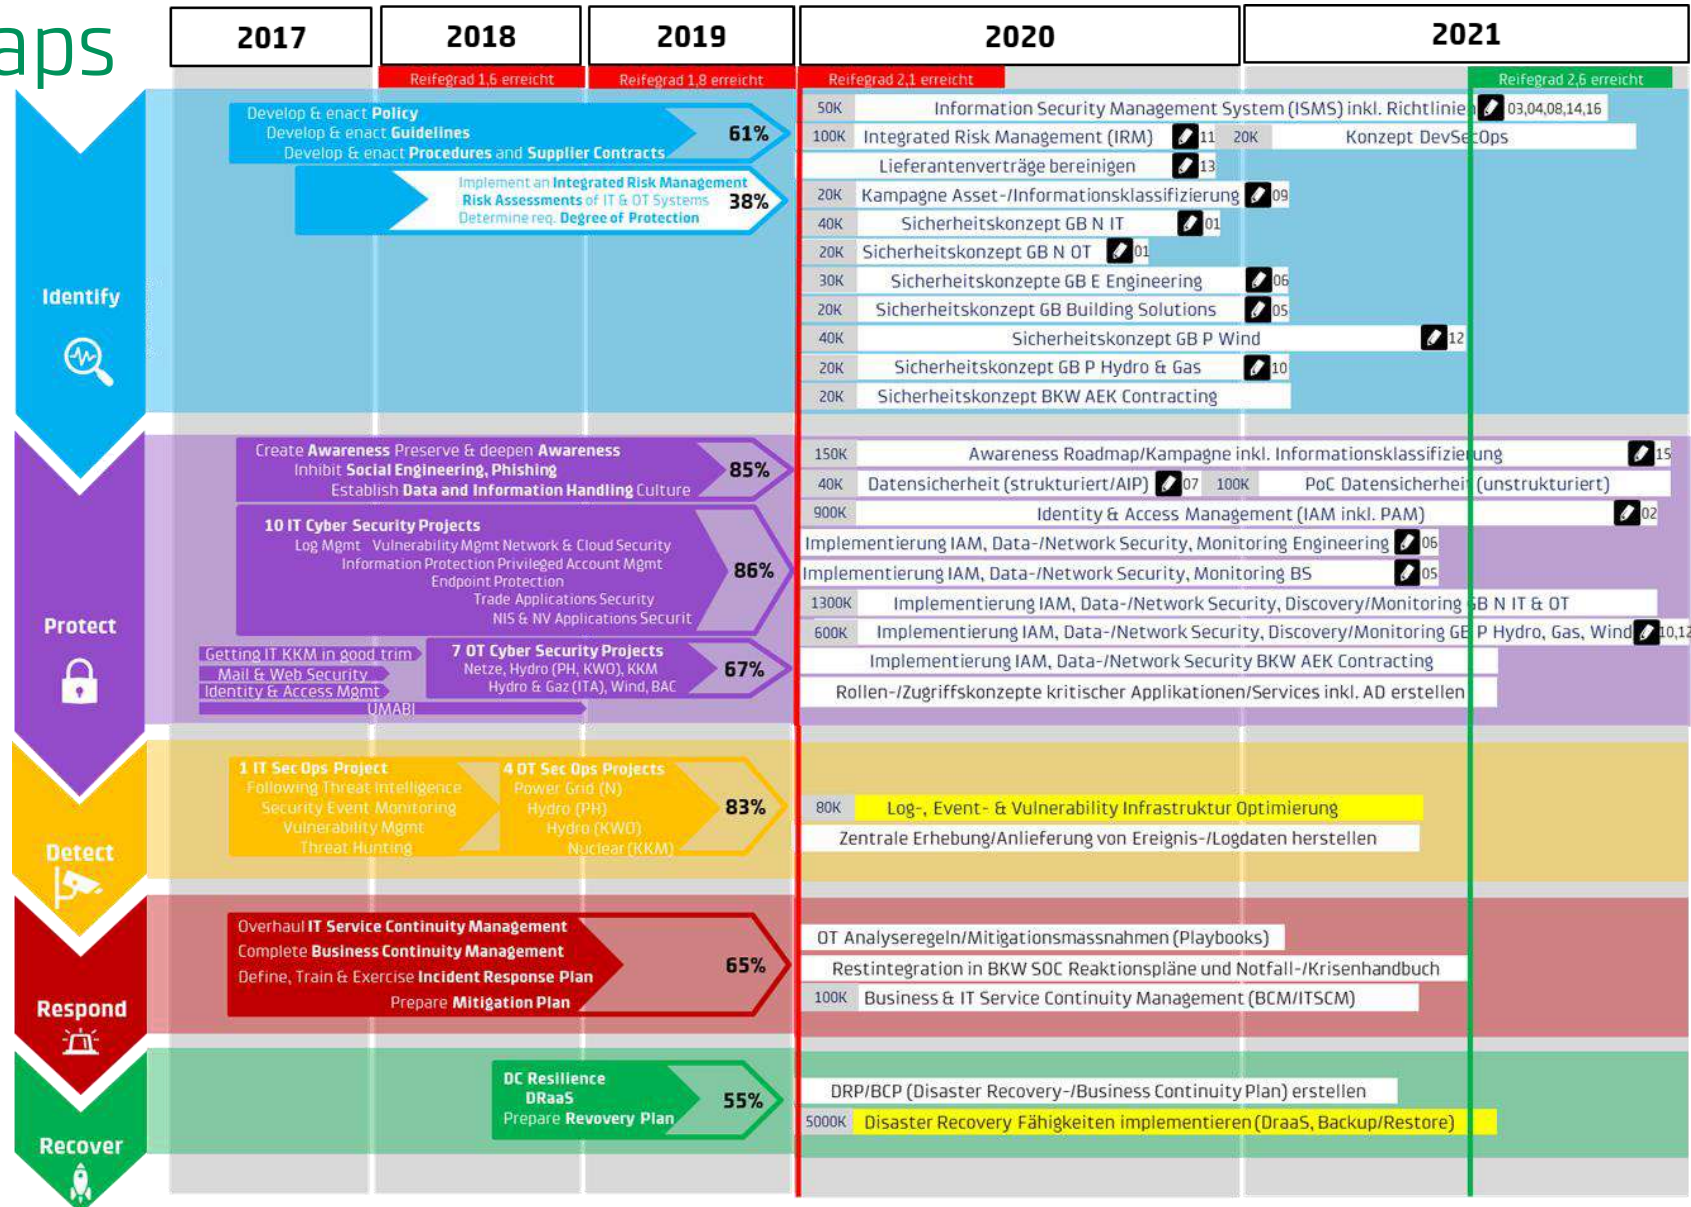 aps
2017
2018
2019
2020
2021
Reifegrad 1,6 erreicht
Reifegrad 1,8 erreicht
Reifegrad 2,1 erreicht
Reifegrad 2,6 erreicht
Identify
Develop & enact Policy
Develop & enact Guidelines
Develop & enact Procedures and Supplier Contracts
61%
Implement an Integrated Risk Management
Risk Assessments of IT & OT Systems
Determine req. Degree of Protection
38%
50K Information Security Management System (ISMS) inkl. Richtlinien 03,04,08,14,16
100K Integrated Risk Management (IRM) 11 20K Konzept DevSecOps
Lieferantenverträge bereinigen 13
20K Kampagne Asset-/Informationsklassifizierung 09
40K Sicherheitskonzept GB N IT 01
20K Sicherheitskonzept GB N OT 01
30K Sicherheitskonzepte GB E Engineering 06
20K Sicherheitskonzept GB Building Solutions 05
40K Sicherheitskonzept GB P Wind 12
20K Sicherheitskonzept GB P Hydro & Gas 10
20K Sicherheitskonzept BKW AEK Contracting
Protect
Create Awareness Preserve & deepen Awareness
Inhibit Social Engineering, Phishing
Establish Data and Information Handling Culture
85%
10 IT Cyber Security Projects
Log Mgmt Vulnerability Mgmt Network & Cloud Security
Information Protection Privileged Account Mgmt
Endpoint Protection
Trade Applications Security
NIS & NV Applications Securit
86%
Getting IT KKM in good trim
Mail & Web Security
Identity & Access Mgmt
UMABI
7 OT Cyber Security Projects
Netze, Hydro (PH, KWO), KKM
Hydro & Gaz (ITA), Wind, BAC
67%
150K Awareness Roadmap/Kampagne inkl. Informationsklassifizierung 15
40K Datensicherheit (strukturiert/AIP) 07 100K PoC Datensicherheit (unstrukturiert)
900K Identity & Access Management (IAM inkl. PAM) 02
Implementierung IAM, Data-/Network Security, Monitoring Engineering 06
Implementierung IAM, Data-/Network Security, Monitoring BS 05
1300K Implementierung IAM, Data-/Network Security, Discovery/Monitoring GB N IT & OT
600K Implementierung IAM, Data-/Network Security, Discovery/Monitoring GB P Hydro, Gas, Wind 10,12
Implementierung IAM, Data-/Network Security BKW AEK Contracting
Rollen-/Zugriffskonzepte kritischer Applikationen/Services inkl. AD erstellen
Detect
1 IT Sec Ops Project
Following Threat Intelligence
Security Event Monitoring
Vulnerability Mgmt
Threat Hunting
4 OT Sec Ops Projects
Power Grid (N)
Hydro (PH)
Hydro (KWO)
Nuclear (KKM)
83%
80K Log-, Event- & Vulnerability Infrastruktur Optimierung
Zentrale Erhebung/Anlieferung von Ereignis-/Logdaten herstellen
Respond
Overhaul IT Service Continuity Management
Complete Business Continuity Management
Define, Train & Exercise Incident Response Plan
Prepare Mitigation Plan
65%
OT Analyseregeln/Mitigationsmassnahmen (Playbooks)
Restintegration in BKW SOC Reaktionspläne und Notfall-/Krisenhandbuch
100K Business & IT Service Continuity Management (BCM/ITSCM)
Recover
DC Resilience
DRaaS
Prepare Revovery Plan
55%
DRP/BCP (Disaster Recovery-/Business Continuity Plan) erstellen
5000K Disaster Recovery Fähigkeiten implementieren (DraaS, Backup/Restore)